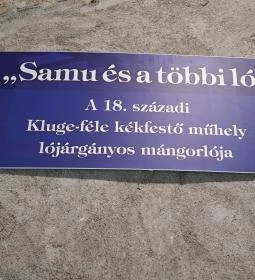 „Samu és a többi ló
A 18. századi
Kluge-féle kékfestő műhely
lójárgányos mángorlója